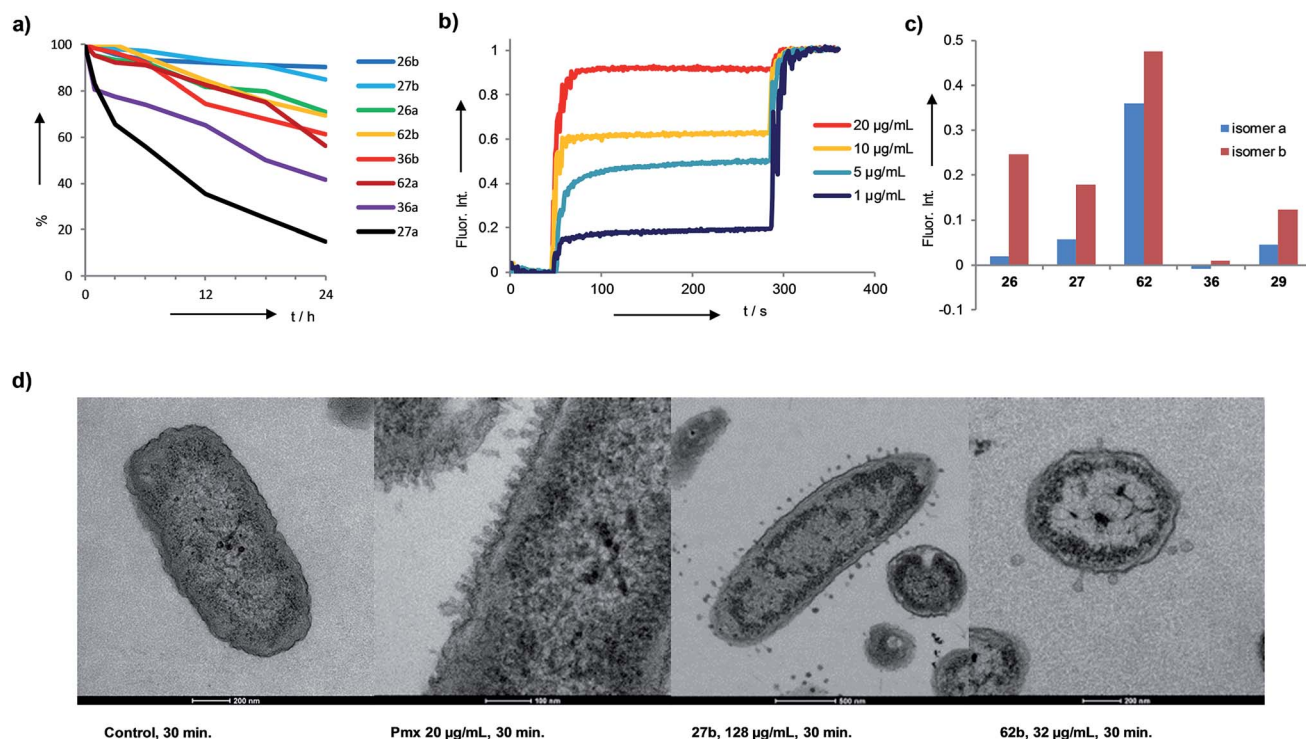 a)
100
80
60
40
20
0
%
0
12
24
t / h
26b
27b
26a
62b
36b
62a
36a
27a
b)
1
0.8
0.6
0.4
0.2
0
Fluor. Int.
0
100
200
300
400
t / s
20 µg/mL
10 µg/mL
5 µg/mL
1 µg/mL
c)
0.5
0.4
0.3
0.2
0.1
0
-0.1
Fluor. Int.
26
27
62
36
29
isomer a
isomer b
d)
200 nm
100 nm
500 nm
200 nm
Control, 30 min.
Pmx 20 µg/mL, 30 min.
27b, 128 µg/mL, 30 min.
62b, 32 µg/mL, 30 min.